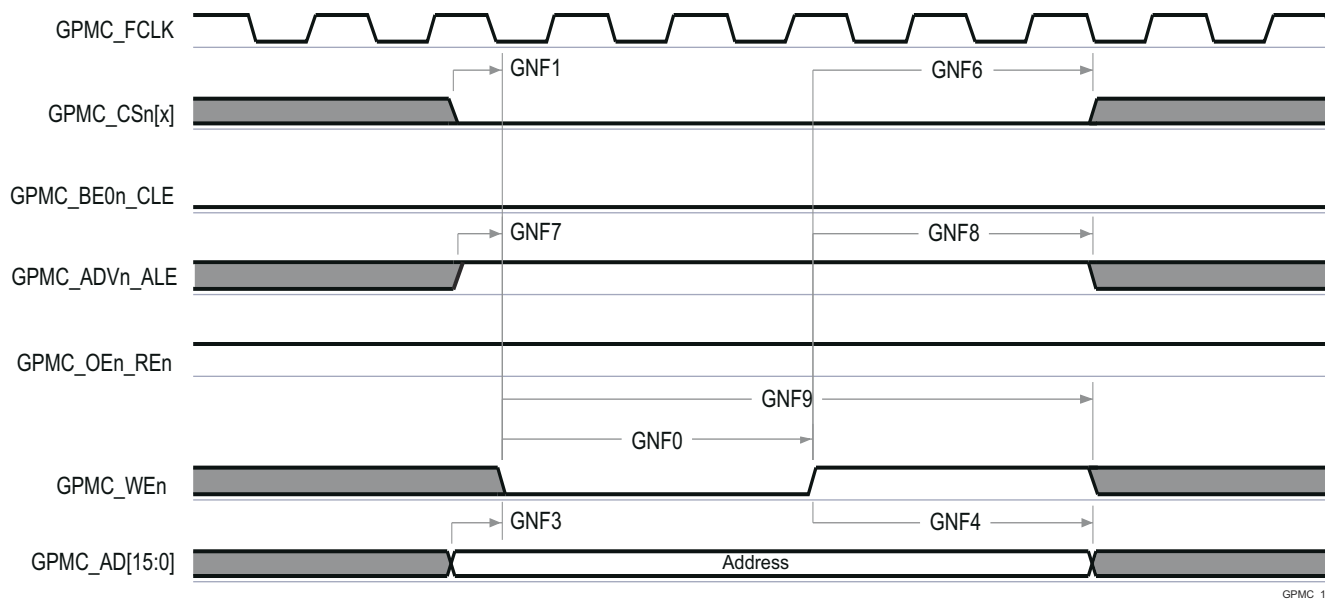 GPMC_FCLK
GNF1
GNF6
GPMC_CSn[x]
GPMC_BE0n_CLE
GNF7
GNF8
GPMC_ADVn_ALE
GPMC_OEn_REn
GNF9
GNF0
GPMC_WEn
GNF3
GNF4
GPMC_AD[15:0]
Address
GPMC_1